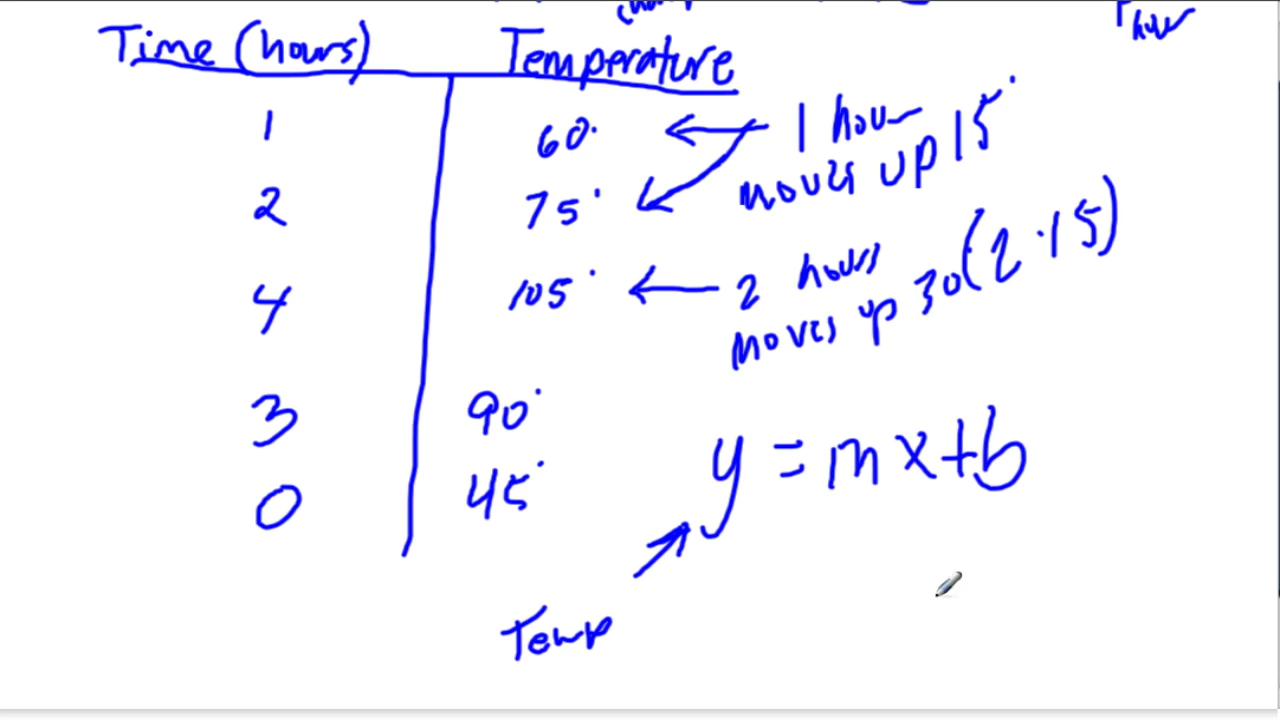 hour
Time (hours) Temperature
1 60° 1 hour
moves up 15°
2 75°
4 105° 2 hours
moves up 30 (2·15)
3 90°
y = mx+b
0 45°
Temp